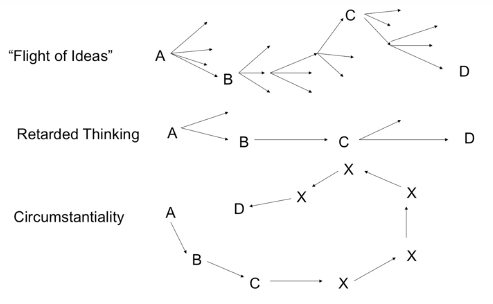 C
"Flight of Ideas" A
B D
Retarded Thinking A B C D
X
X X
Circumstantiality A D
B X
C X